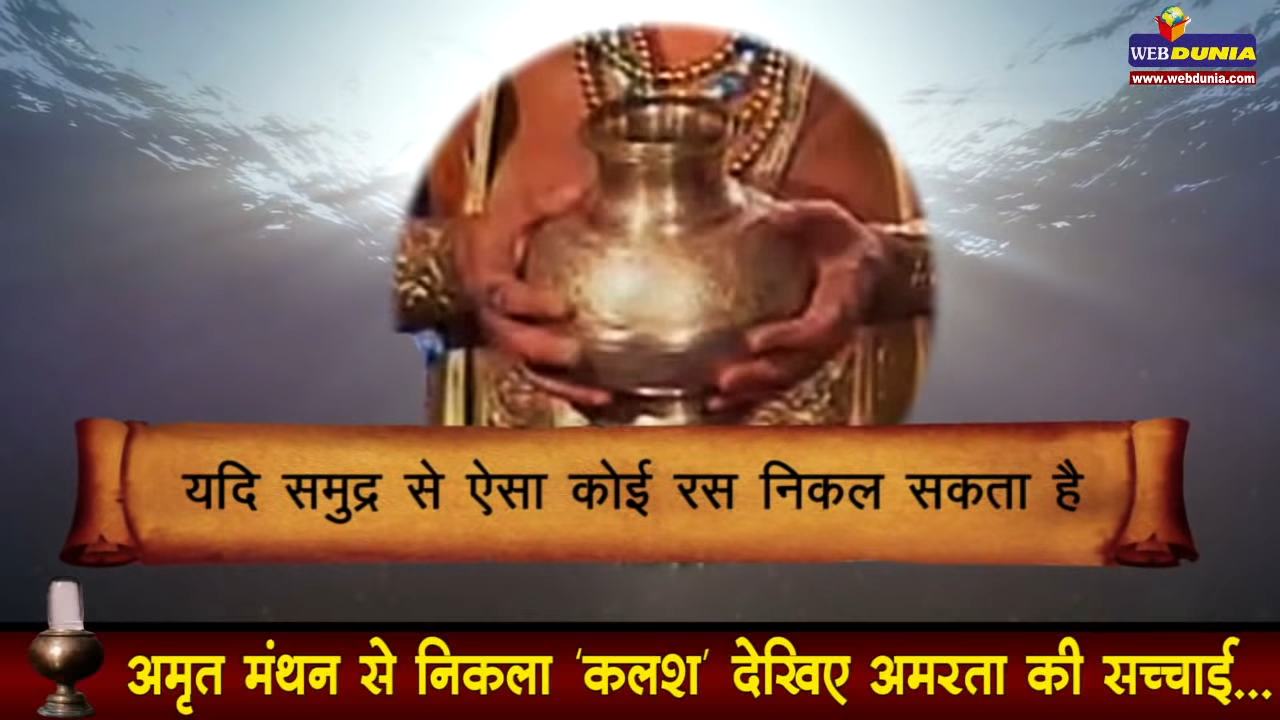 WEBDUNIA
www.webdunia.com
यदि समुद्र से ऐसा कोई रस निकल सकता है
अमृत मंथन से निकला 'कलश' देखिए अमरता की सच्चाई...